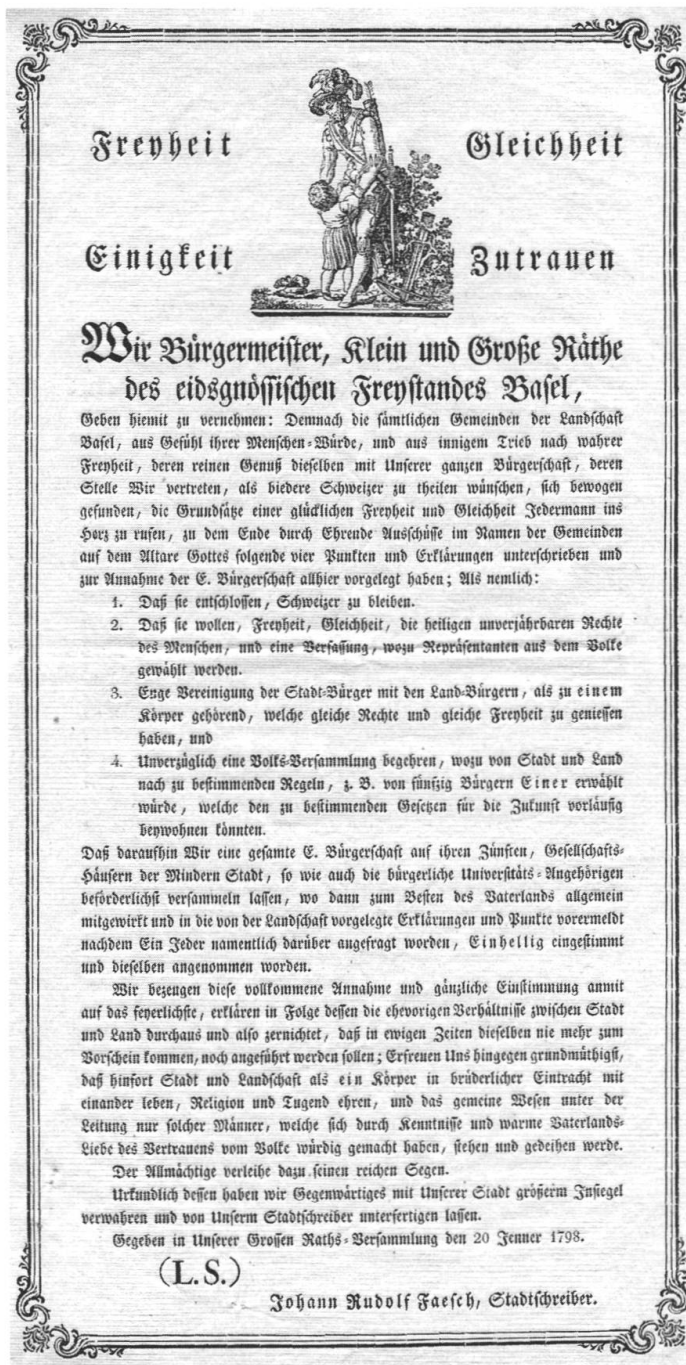 Freyheit Gleichheit
Einigkeit Zutrauen
Wir Bürgermeister, Klein und Große Räthe
des eidsgnössischen Freystandes Basel,
Geben hiemit zu vernehmen: Demnach die sämtlichen Gemeinden der Landschaft
Basel, aus Gefühl ihrer Menschen-Würde, und aus innigem Trieb nach wahrer
Freyheit, deren reinen Genuß dieselben mit Unserer ganzen Bürgerschaft, deren
Stelle Wir vertreten, als biedere Schweizer zu theilen wünschen, sich bewogen
gefunden, die Grundsätze einer glücklichen Freyheit und Gleichheit Jedermann ins
Herz zu rufen, zu dem Ende durch Ehrende Ausschüsse im Namen der Gemeinden
auf dem Altare Gottes folgende vier Punkten und Erklärungen unterschrieben und
zur Annahme der E. Bürgerschaft allhier vorgelegt haben; Als nemlich:
1. Daß sie entschlossen, Schweizer zu bleiben.
2. Daß sie wollen, Freyheit, Gleichheit, die heiligen unverjährbaren Rechte
des Menschen, und eine Verfassung, wozu Repräsentanten aus dem Volke
gewählt werden.
3. Enge Vereinigung der Stadt-Bürger mit den Land-Bürgern, als zu einem
Körper gehörend, welche gleiche Rechte und gleiche Freyheit zu geniessen
haben, und
4. Unverzüglich eine Volks-Versammlung begehren, wozu von Stadt und Land
nach zu bestimmenden Regeln, z. B. von fünfzig Bürgern Einer erwählt
würde, welche den zu bestimmenden Gesetzen für die Zukunft vorläufig
beywohnen könnten.
Daß daraufhin Wir eine gesamte E. Bürgerschaft auf ihren Zünften, Gesellschafts-
Häusern der Mindern Stadt, so wie auch die bürgerliche Universitäts-Angehörigen
beförderlichst versammeln lassen, wo dann zum Besten des Vaterlands allgemein
mitgewirkt und in die von der Landschaft vorgelegte Erklärungen und Punkte vorermeldt
nachdem Ein Jeder namentlich darüber angefragt worden, Einhellig eingestimmt
und dieselben angenommen worden.
Wir bezeugen diese vollkommene Annahme und gänzliche Einstimmung anmit
auf das feyerlichste, erklären in Folge dessen die ehevorigen Verhältnisse zwischen Stadt
und Land durchaus und also zernichtet, daß in ewigen Zeiten dieselben nie mehr zum
Vorschein kommen, noch angeführt werden sollen; Erfreuen Uns hingegen grundmüthigst,
daß hinfort Stadt und Landschaft als ein Körper in brüderlicher Eintracht mit
einander leben, Religion und Tugend ehren, und das gemeine Wesen unter der
Leitung nur solcher Männer, welche sich durch Kenntnisse und warme Vaterlands-
Liebe des Vertrauens vom Volke würdig gemacht haben, stehen und gedeihen werde.
Der Allmächtige verleihe dazu seinen reichen Segen.
Urkundlich dessen haben wir Gegenwärtiges mit Unserer Stadt größerm Insiegel
verwahren und von Unserm Stadtschreiber unterfertigen lassen.
Gegeben in Unserer Grossen Raths-Versammlung den 20 Jenner 1798.
(L.S.)
Johann Rudolf Faesch, Stadtschreiber.